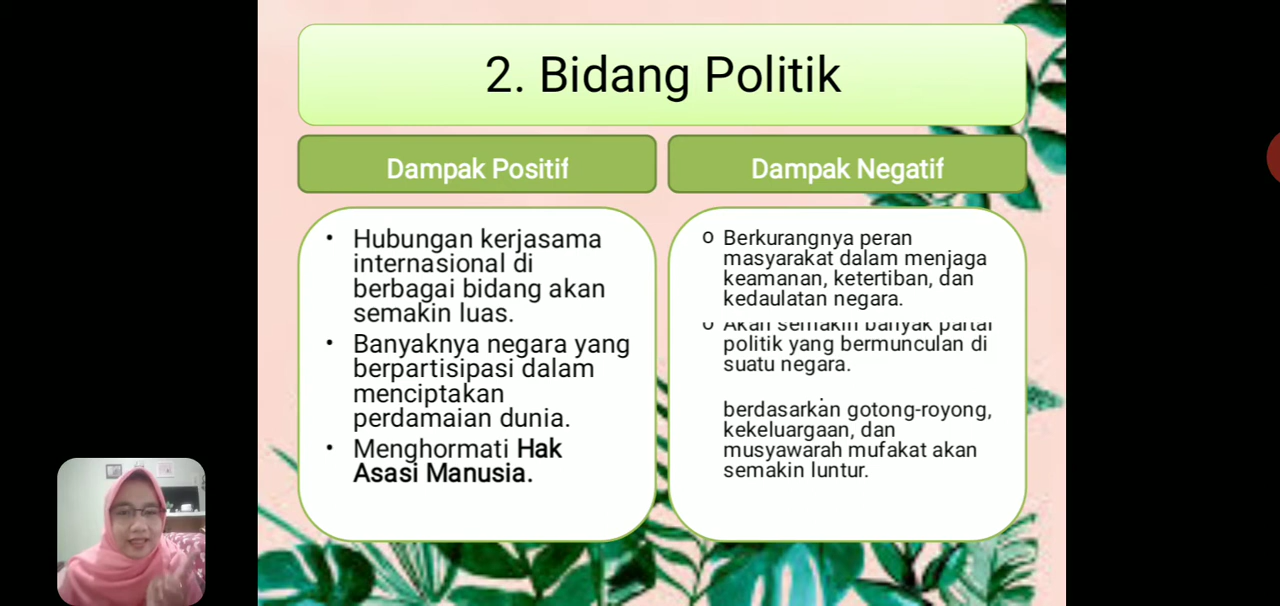 2. Bidang Politik
Dampak Positif
Dampak Negatif
• Hubungan kerjasama
internasional di
berbagai bidang akan
semakin luas.
• Banyaknya negara yang
berpartisipasi dalam
menciptakan
perdamaian dunia.
• Menghormati Hak
Asasi Manusia.
o Berkurangnya peran
masyarakat dalam menjaga
keamanan, ketertiban, dan
kedaulatan negara.
o Akan semakin banyak partai
politik yang bermunculan di
suatu negara.
berdasarkan gotong-royong,
kekeluargaan, dan
musyawarah mufakat akan
semakin luntur.